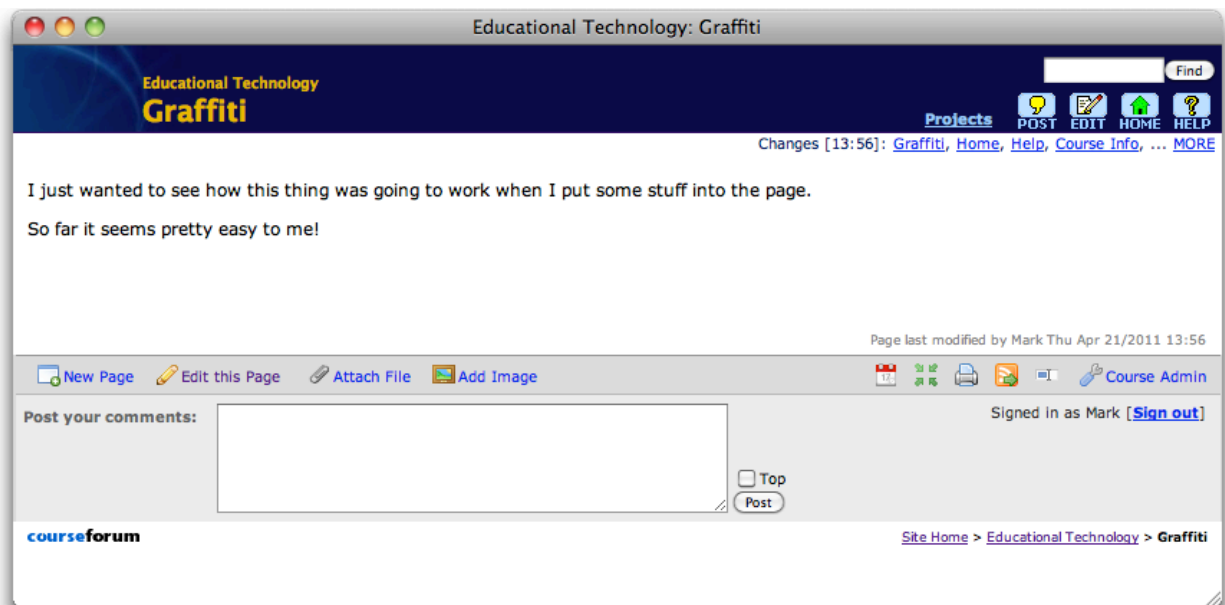 Educational Technology: Graffiti
Find
Educational Technology
Graffiti
Projects POST EDIT HOME HELP
Changes [13:56]: Graffiti, Home, Help, Course Info, ... MORE
I just wanted to see how this thing was going to work when I put some stuff into the page.
So far it seems pretty easy to me!
Page last modified by Mark Thu Apr 21/2011 13:56
New Page Edit this Page Attach File Add Image 17 Course Admin
Post your comments: Signed in as Mark [Sign out]
Top
Post
courseforum Site Home > Educational Technology > Graffiti